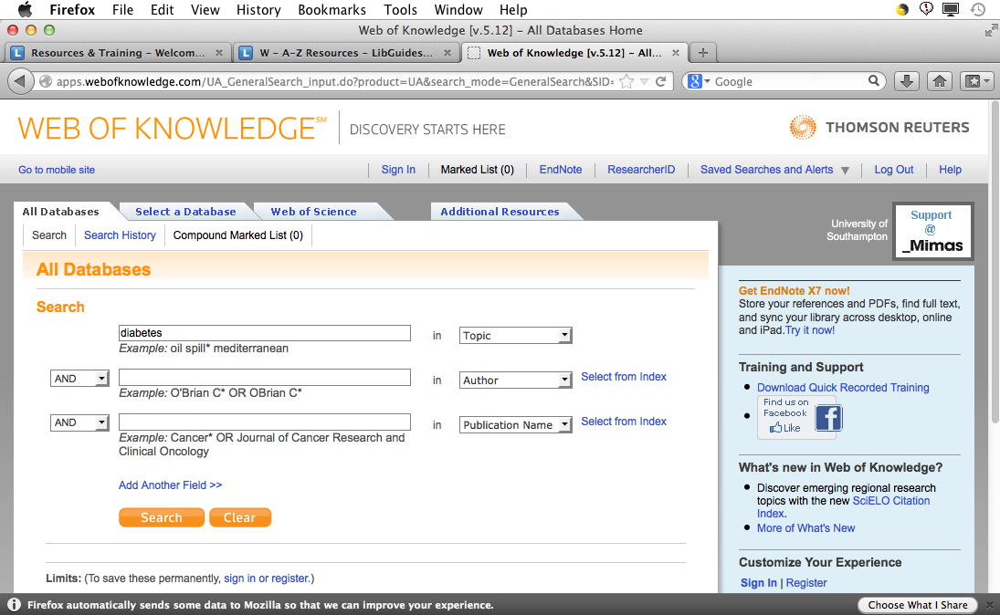 Firefox File Edit View History Bookmarks Tools Window Help
Web of Knowledge [v.5.12] – All Databases Home
Resources & Training – Welcom... W – A–Z Resources – LibGuides... Web of Knowledge [v.5.12] – All...
apps.webofknowledge.com/UA_GeneralSearch_input.do?product=UA&search_mode=GeneralSearch&SID= Google
WEB OF KNOWLEDGE SM DISCOVERY STARTS HERE THOMSON REUTERS
Go to mobile site Sign In Marked List (0) EndNote ResearcherID Saved Searches and Alerts Log Out Help
All Databases Select a Database Web of Science Additional Resources
University of
Southampton
Support
@
_Mimas
Search Search History Compound Marked List (0)
All Databases
Search
diabetes in Topic
Example: oil spill* mediterranean
AND in Author Select from Index
Example: O'Brian C* OR OBrian C*
AND in Publication Name Select from Index
Example: Cancer* OR Journal of Cancer Research and
Clinical Oncology
Add Another Field >>
Search Clear
Limits: (To save these permanently, sign in or register.)
Get EndNote X7 now!
Store your references and PDFs, find full text,
and sync your library across desktop, online
and iPad.Try it now!
Training and Support
Download Quick Recorded Training
Find us on
Facebook
Like
What's new in Web of Knowledge?
Discover emerging regional research
topics with the new SciELO Citation
Index.
More of What's New
Customize Your Experience
Sign In | Register
Firefox automatically sends some data to Mozilla so that we can improve your experience. Choose What I Share